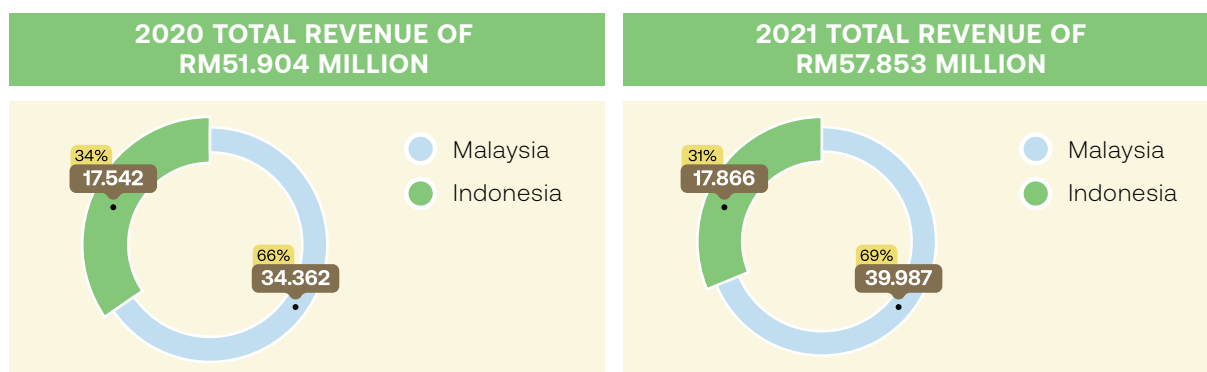 2020 TOTAL REVENUE OF
RM51.904 MILLION
34%
17.542
66%
34.362
Malaysia
Indonesia
2021 TOTAL REVENUE OF
RM57.853 MILLION
31%
17.866
69%
39.987
Malaysia
Indonesia